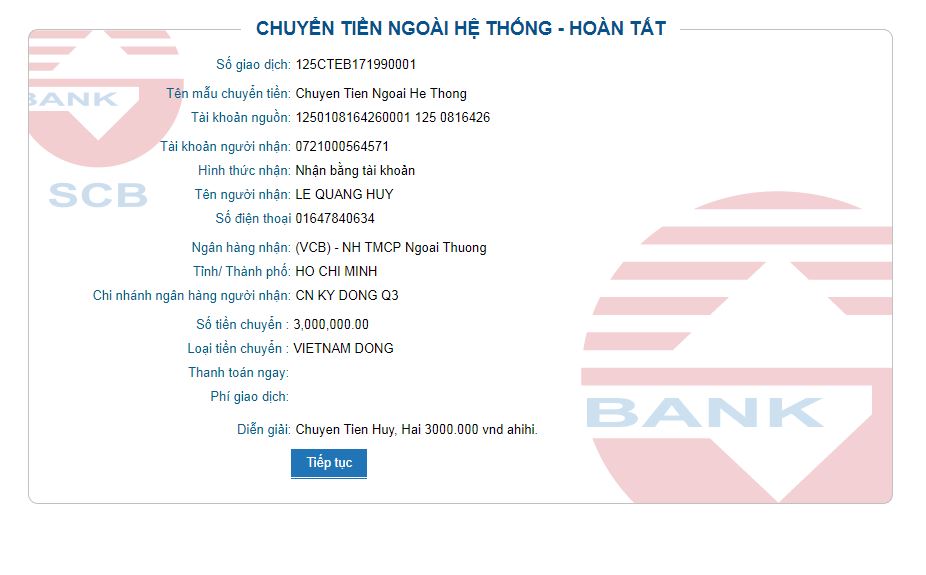 CHUYỂN TIỀN NGOÀI HỆ THỐNG - HOÀN TẤT
Số giao dịch: 125CTEB171990001
Tên mẫu chuyển tiền: Chuyen Tien Ngoai He Thong
BANK
Tài khoản nguồn: 1250108164260001 125 0816426
Tài khoản người nhận: 0721000564571
Hình thức nhận: Nhận bằng tài khoản
SCB
Tên người nhận: LE QUANG HUY
Số điện thoại 01647840634
Ngân hàng nhận: (VCB) - NH TMCP Ngoai Thuong
Tỉnh/ Thành phố: HO CHI MINH
Chi nhánh ngân hàng người nhận: CN KY DONG Q3
Số tiền chuyển : 3,000,000.00
Loại tiền chuyển : VIETNAM DONG
Thanh toán ngay:
Phí giao dịch:
BANK
Diễn giải: Chuyen Tien Huy, Hai 3000.000 vnd ahihi.
Tiếp tục